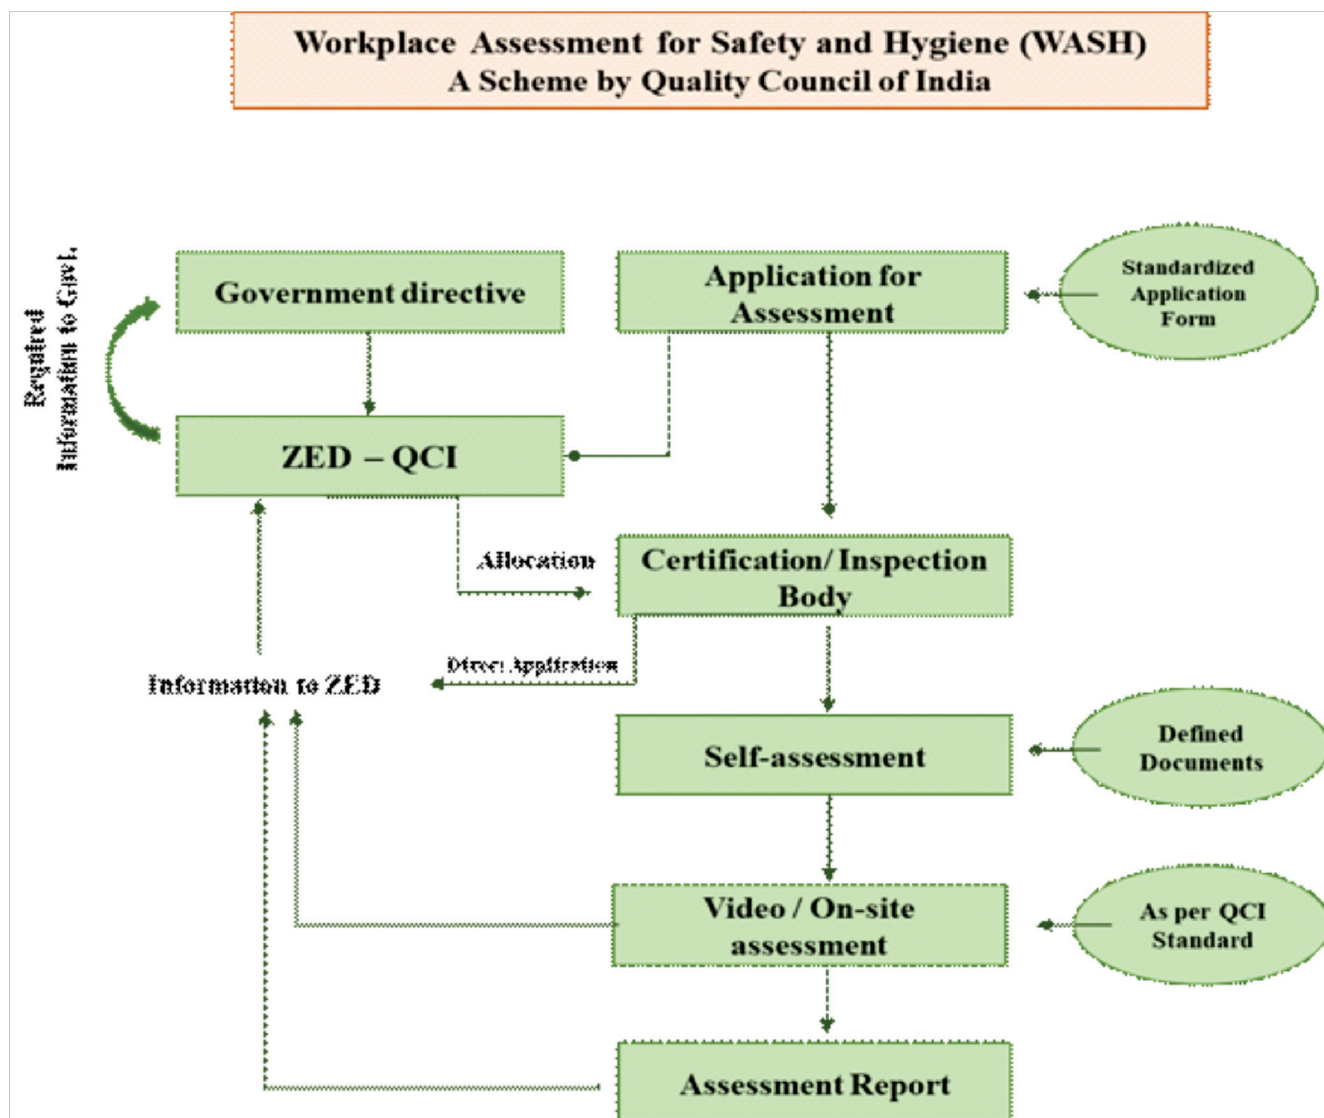 Workplace Assessment for Safety and Hygiene (WASH)
A Scheme by Quality Council of India
Required
Information to Govt.
Government directive
Application for
Assessment
Standardized
Application
Form
ZED – QCI
Allocation
Certification/ Inspection
Body
Direct Application
Information to ZED
Self-assessment
Defined
Documents
Video / On-site
assessment
As per QCI
Standard
Assessment Report